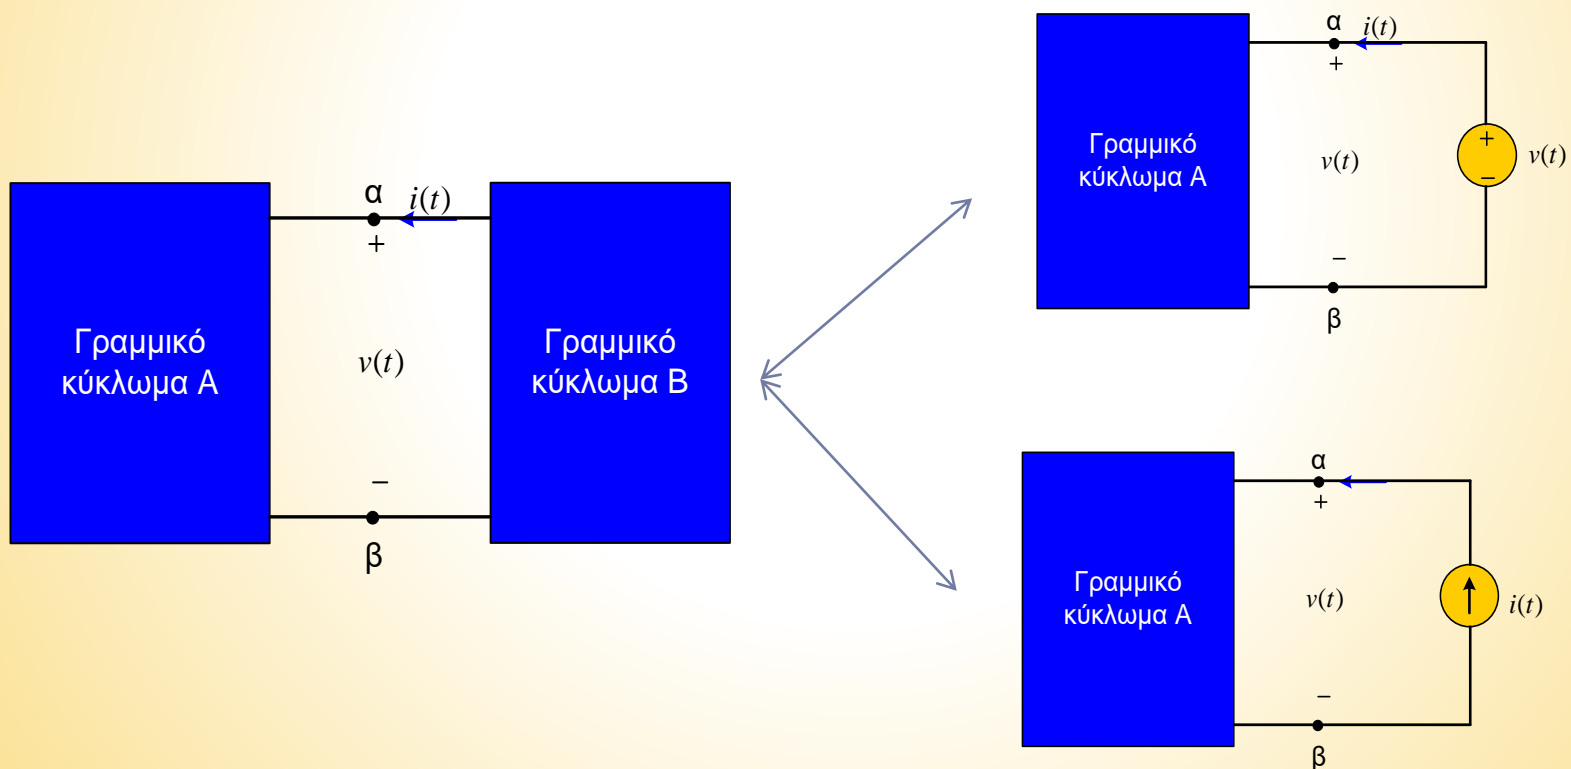 α
i(t)
+
Γραμμικό
κύκλωμα Α
v(t)
Γραμμικό
κύκλωμα Β
−
β
α
i(t)
+
Γραμμικό
κύκλωμα Α
v(t)
+
−
v(t)
−
β
α
+
Γραμμικό
κύκλωμα Α
v(t)
i(t)
−
β